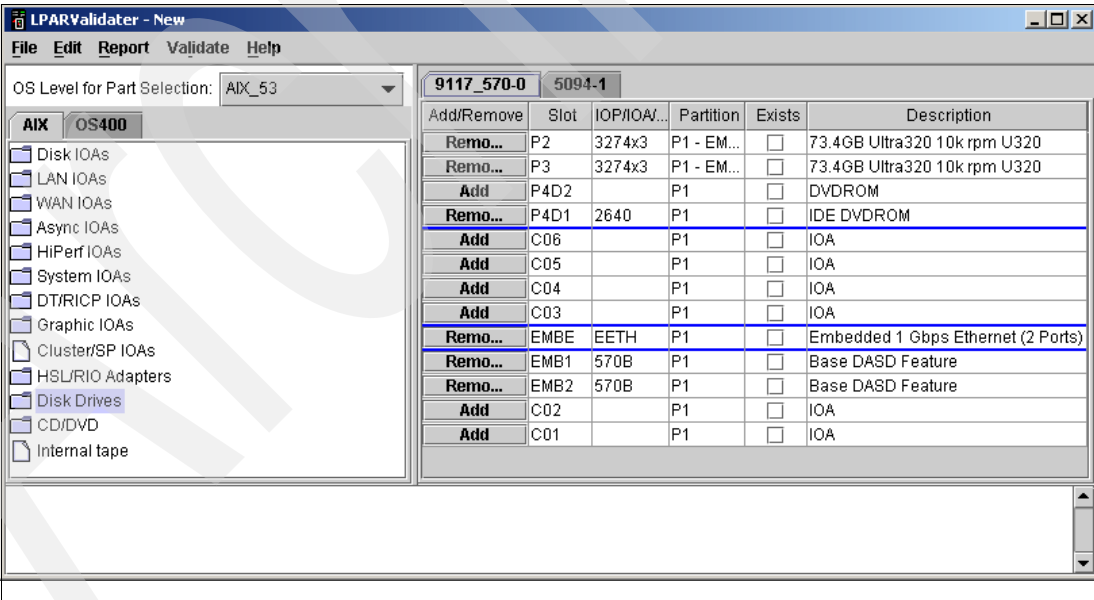 LPARValidater - New
File Edit Report Validate Help
OS Level for Part Selection: AIX_53
AIX OS400
Disk IOAs
LAN IOAs
WAN IOAs
Async IOAs
HiPerf IOAs
System IOAs
DT/RICP IOAs
Graphic IOAs
Cluster/SP IOAs
HSL/RIO Adapters
Disk Drives
CD/DVD
Internal tape
9117_570-0 5094-1
Add/Remove Slot IOP/IOA/... Partition Exists Description
Remo... P2 3274x3 P1 - EM... 73.4GB Ultra320 10k rpm U320
Remo... P3 3274x3 P1 - EM... 73.4GB Ultra320 10k rpm U320
Add P4D2 P1 DVDROM
Remo... P4D1 2640 P1 IDE DVDROM
Add C06 P1 IOA
Add C05 P1 IOA
Add C04 P1 IOA
Add C03 P1 IOA
Remo... EMBE EETH P1 Embedded 1 Gbps Ethernet (2 Ports)
Remo... EMB1 570B P1 Base DASD Feature
Remo... EMB2 570B P1 Base DASD Feature
Add C02 P1 IOA
Add C01 P1 IOA